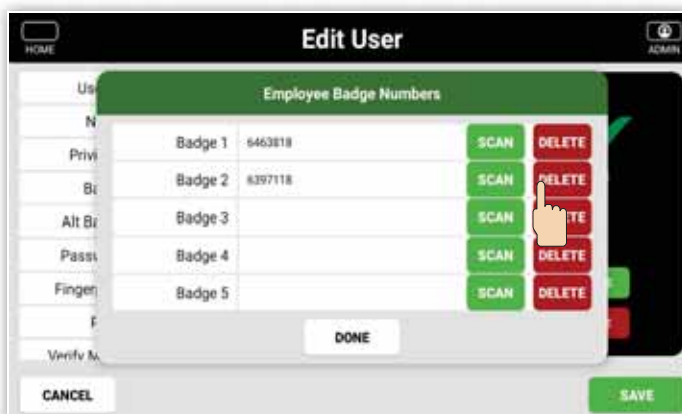 HOME
Edit User
ADMIN
Employee Badge Numbers
Badge 1 6463818 SCAN DELETE
Badge 2 6397118 SCAN DELETE
Badge 3 SCAN
Badge 4 SCAN DELETE
Badge 5 SCAN DELETE
Alt
DONE
CANCEL
SAVE